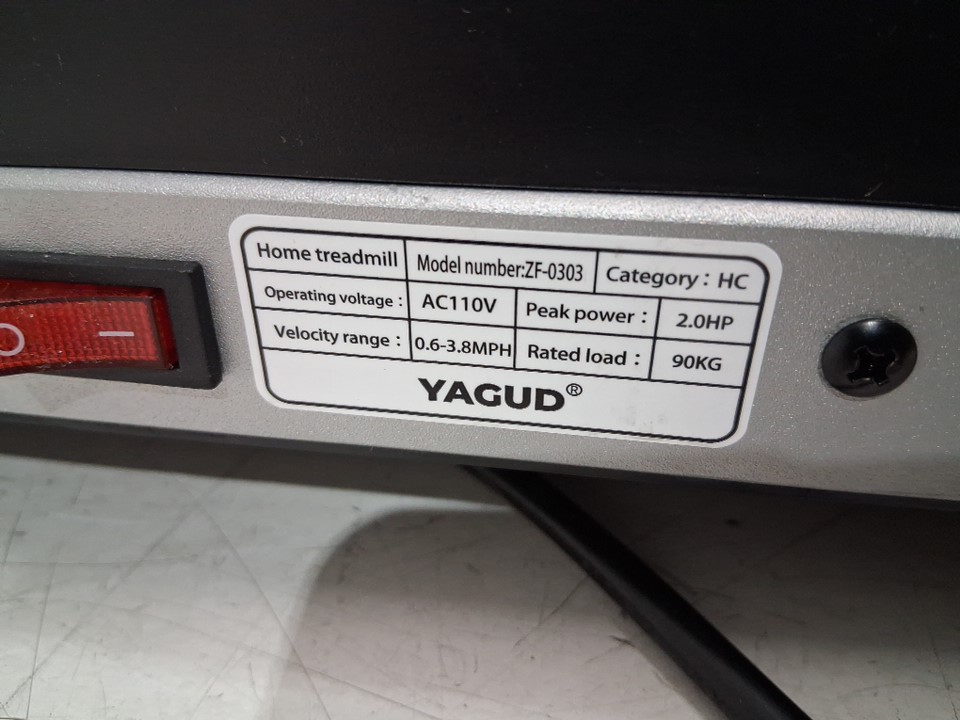 Home treadmill Model number:ZF-0303 Category : HC
Operating voltage : AC110V Peak power : 2.0HP
Velocity range : 0.6-3.8MPH Rated load : 90KG
YAGUD®